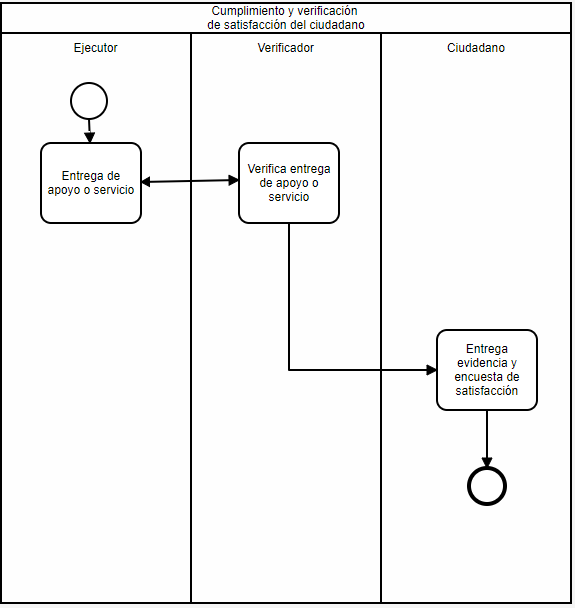 Cumplimiento y verificación
de satisfacción del ciudadano
Ejecutor
Verificador
Ciudadano
Entrega de
apoyo o servicio
Verifica entrega
de apoyo o
servicio
Entrega
evidencia y
encuesta de
satisfacción